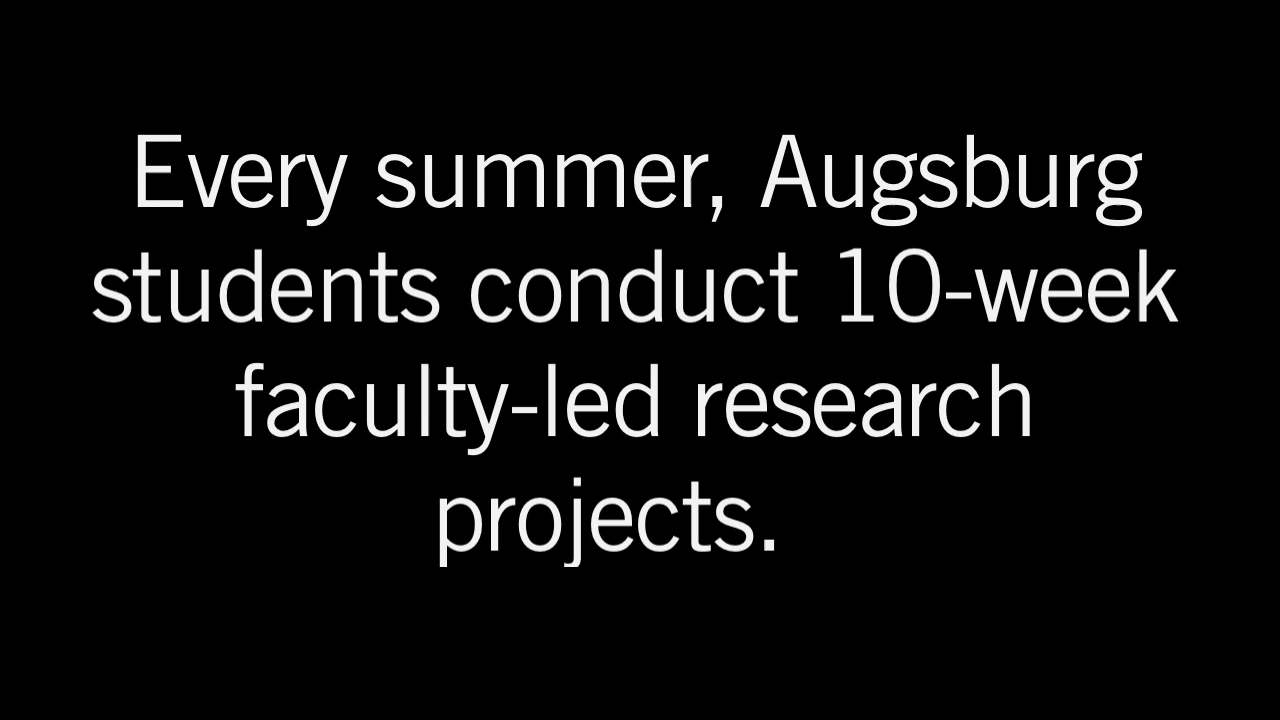 Every summer, Augsburg
students conduct 10-week
faculty-led research
projects.